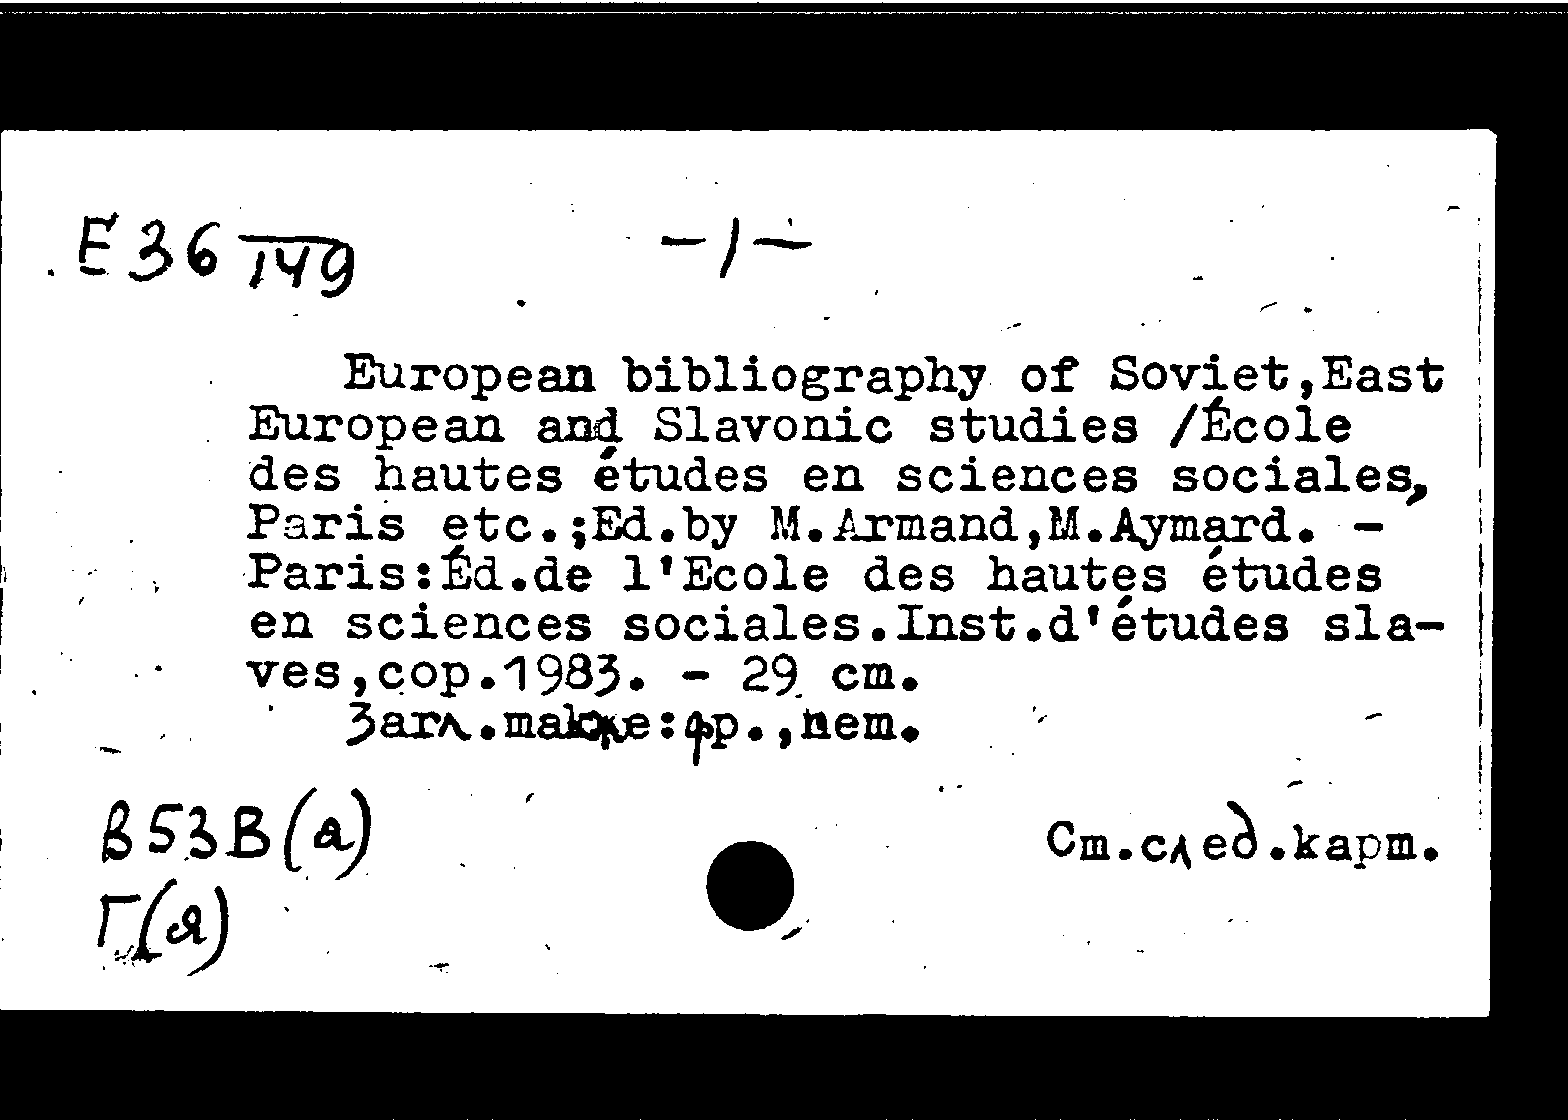 E36/149 -1-
European bibliography of Soviet,East
European and Slavonic studies /École
des hautes études en sciences sociales,
Paris etc.;Ed.by M.Armand,M.Aymard. -
Paris:Éd.de l'Ecole des hautes études
en sciences sociales.Inst.d'études sla-
ves,cop.1983. - 29 cm.
Загл.также:фр.,нем.
В53В(а)
Ст.след.карт.
Г(я)